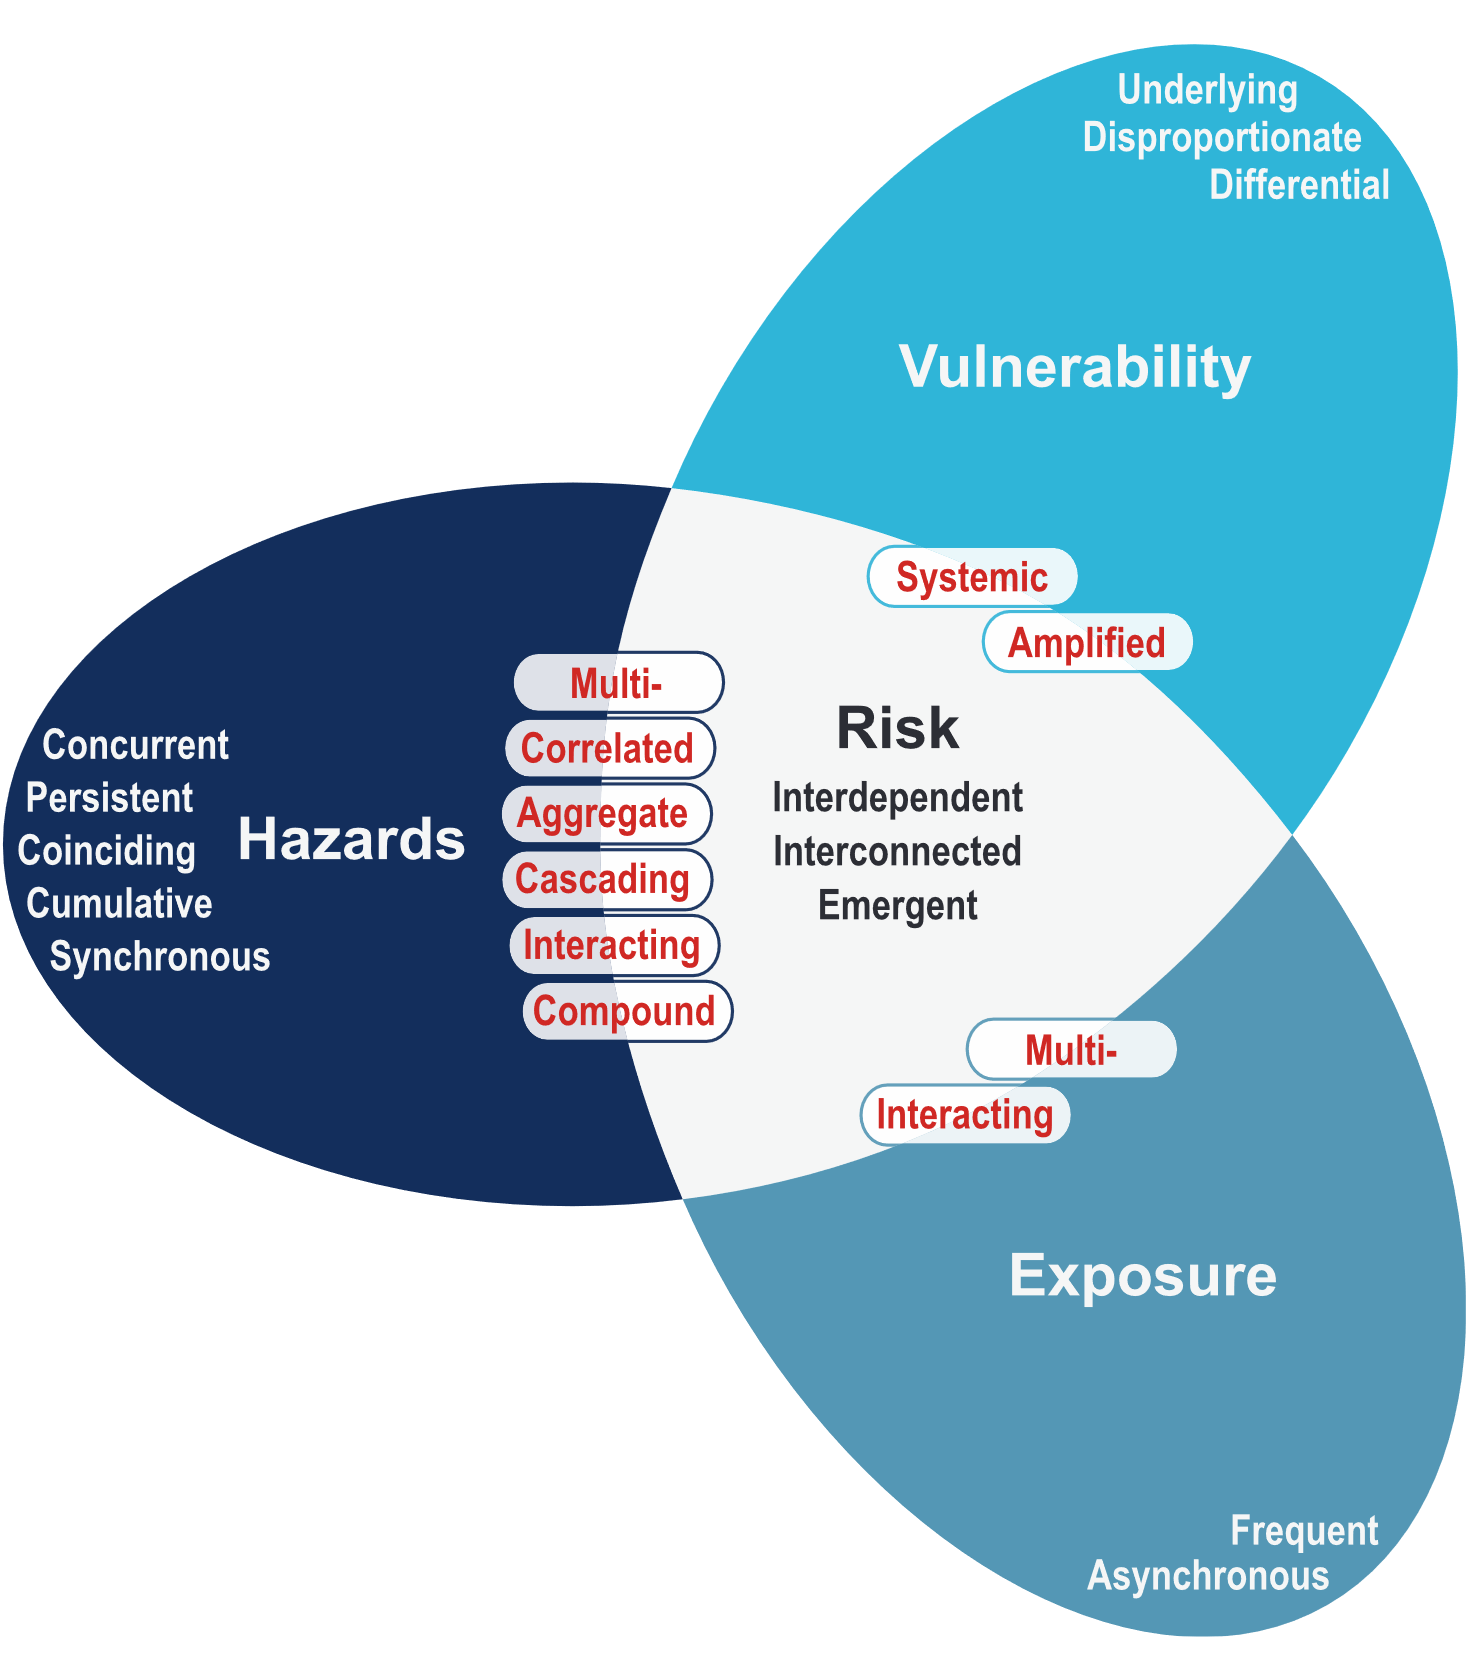 Underlying
Disproportionate
Differential
Vulnerability
Systemic
Amplified
Concurrent
Persistent
Coinciding
Cumulative
Synchronous
Hazards
Multi-
Correlated
Aggregate
Cascading
Interacting
Compound
Risk
Interdependent
Interconnected
Emergent
Multi-
Interacting
Exposure
Frequent
Asynchronous